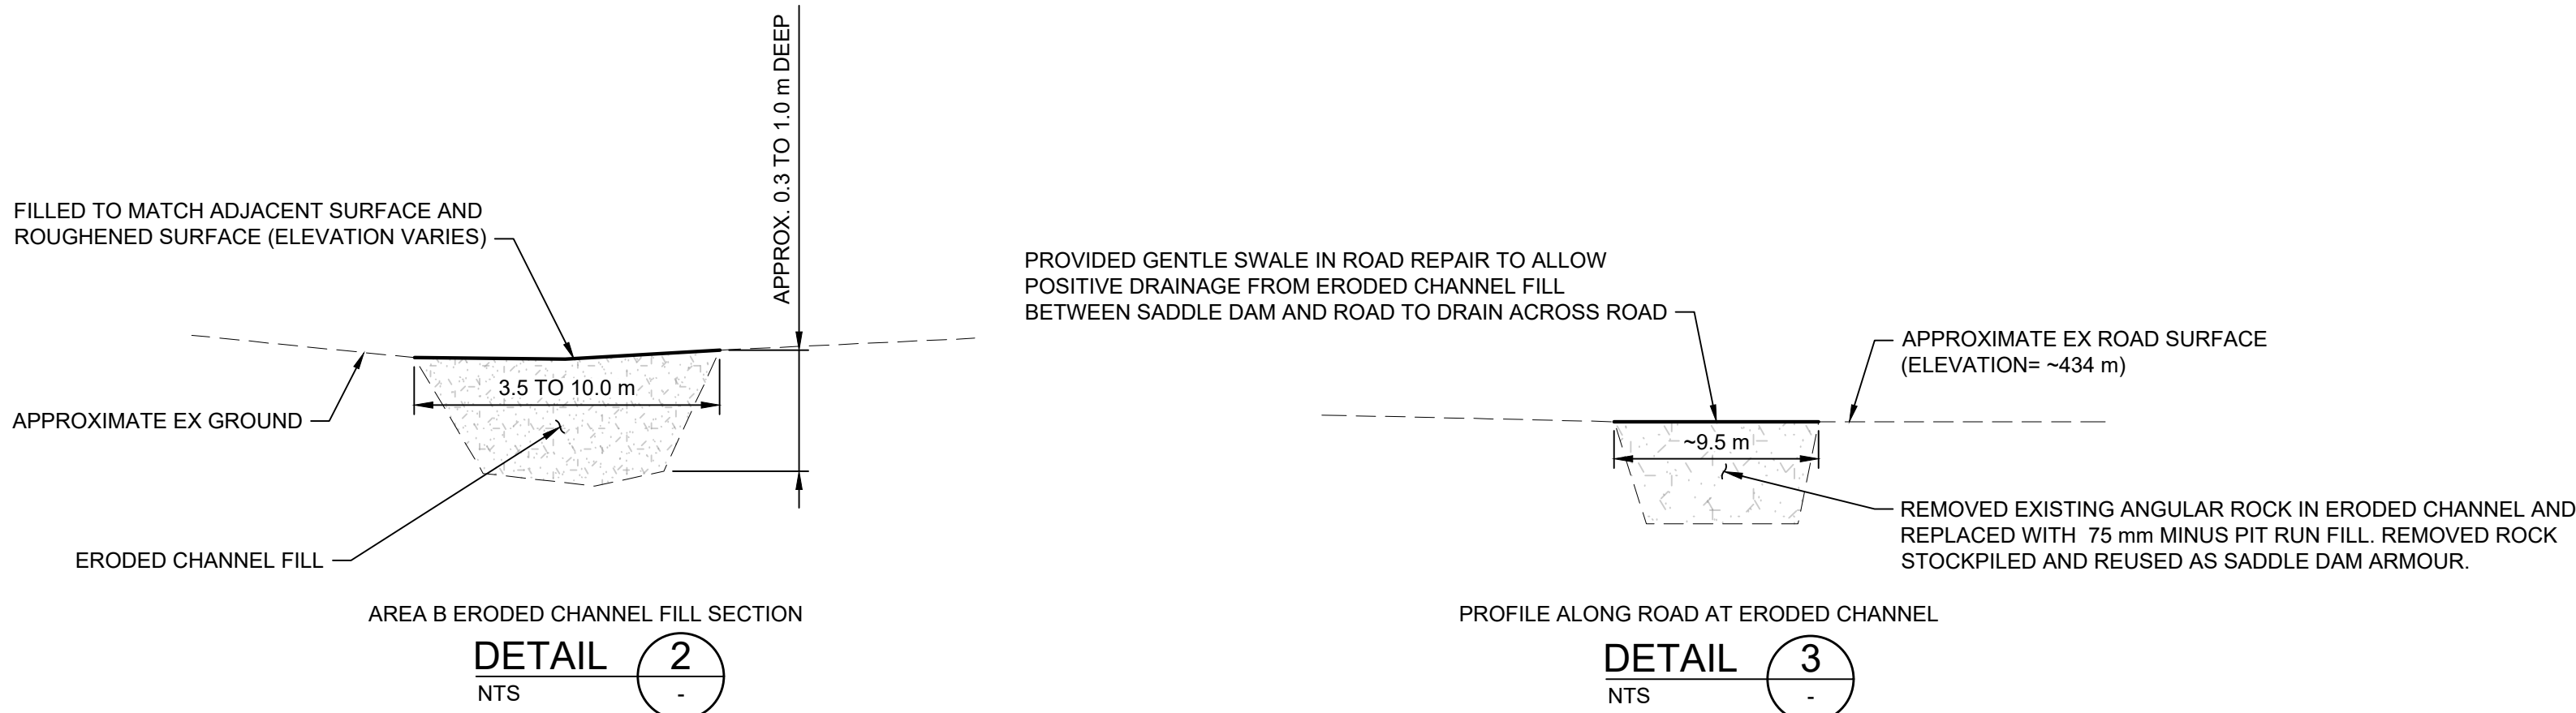 APPROX. 0.3 TO 1.0 m DEEP
FILLED TO MATCH ADJACENT SURFACE AND
ROUGHENED SURFACE (ELEVATION VARIES)
3.5 TO 10.0 m
APPROXIMATE EX GROUND
ERODED CHANNEL FILL
AREA B ERODED CHANNEL FILL SECTION
DETAIL 2
NTS -
PROVIDED GENTLE SWALE IN ROAD REPAIR TO ALLOW
POSITIVE DRAINAGE FROM ERODED CHANNEL FILL
BETWEEN SADDLE DAM AND ROAD TO DRAIN ACROSS ROAD
APPROXIMATE EX ROAD SURFACE
(ELEVATION= ~434 m)
~9.5 m
REMOVED EXISTING ANGULAR ROCK IN ERODED CHANNEL AND
REPLACED WITH 75 mm MINUS PIT RUN FILL. REMOVED ROCK
STOCKPILED AND REUSED AS SADDLE DAM ARMOUR.
PROFILE ALONG ROAD AT ERODED CHANNEL
DETAIL 3
NTS -